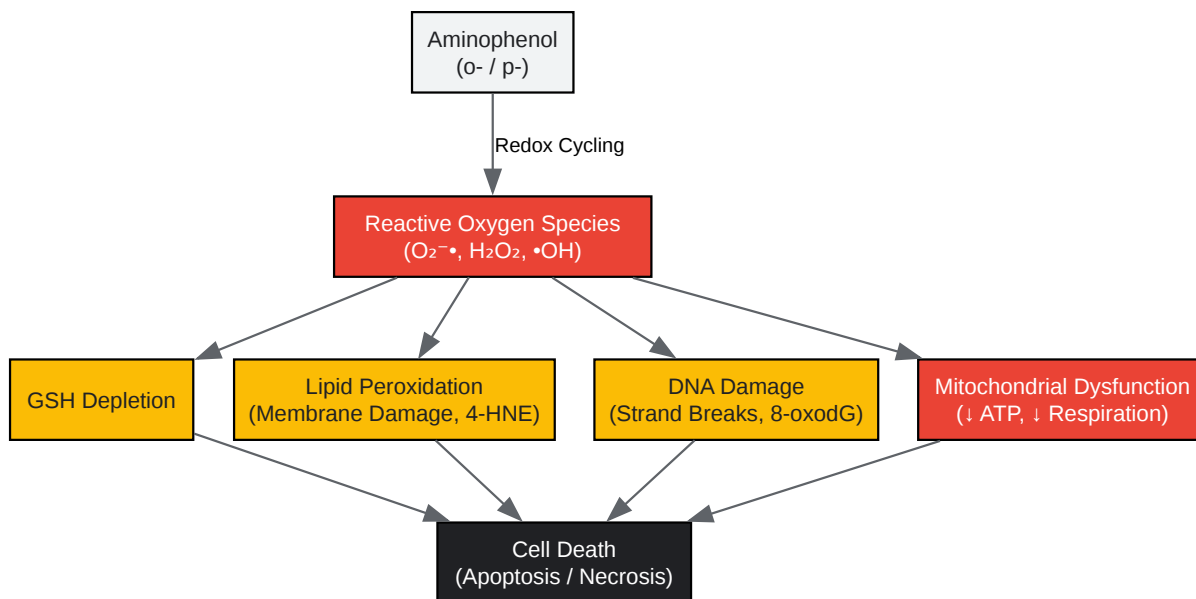 Aminophenol
(o- / p-)
Redox Cycling
Reactive Oxygen Species
(O₂⁻•, H₂O₂, •OH)
GSH Depletion
Lipid Peroxidation
(Membrane Damage, 4-HNE)
DNA Damage
(Strand Breaks, 8-oxodG)
Mitochondrial Dysfunction
(↓ ATP, ↓ Respiration)
Cell Death
(Apoptosis / Necrosis)